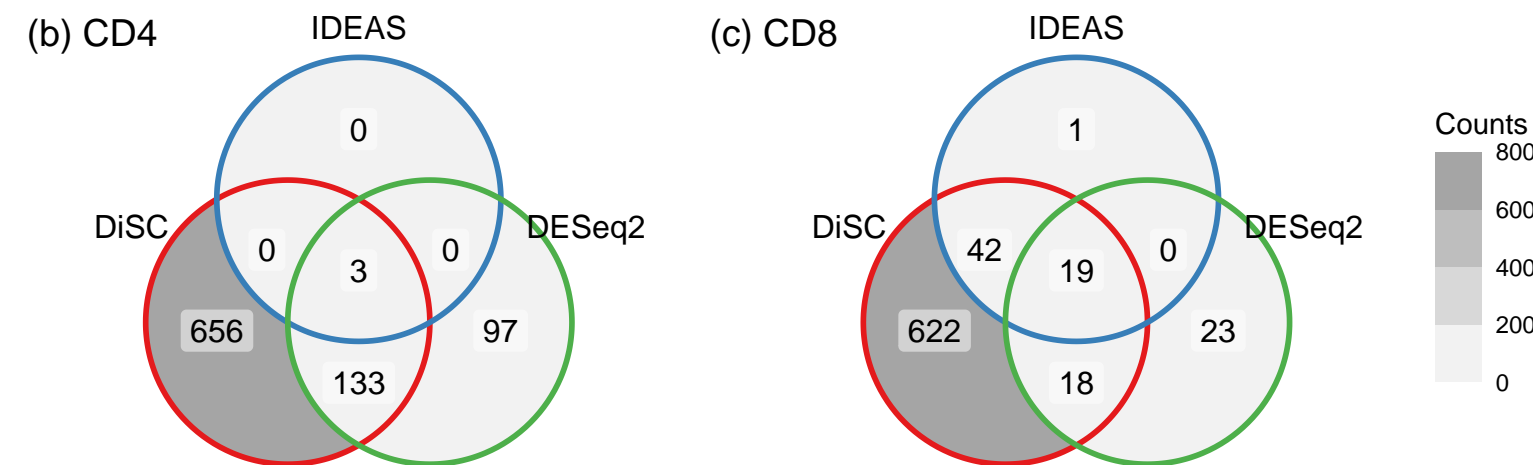 (b) CD4
IDEAS
0
DiSC
DESeq2
0
3
0
656
97
133
(c) CD8
IDEAS
1
DiSC
DESeq2
42
19
0
622
23
18
Counts
800
600
400
200
0